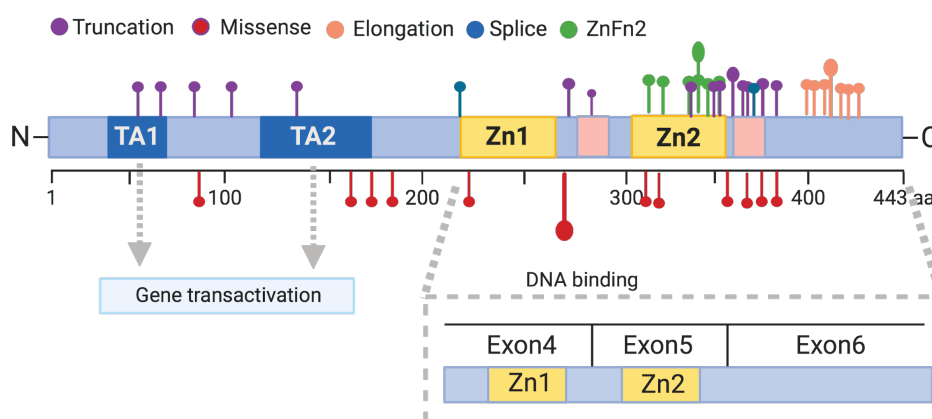 Truncation Missense Elongation Splice ZnFn2
N TA1 TA2 Zn1 Zn2 C
1 100 200 300 400 443 aa
Gene transactivation
DNA binding
Exon4 Exon5 Exon6
Zn1 Zn2